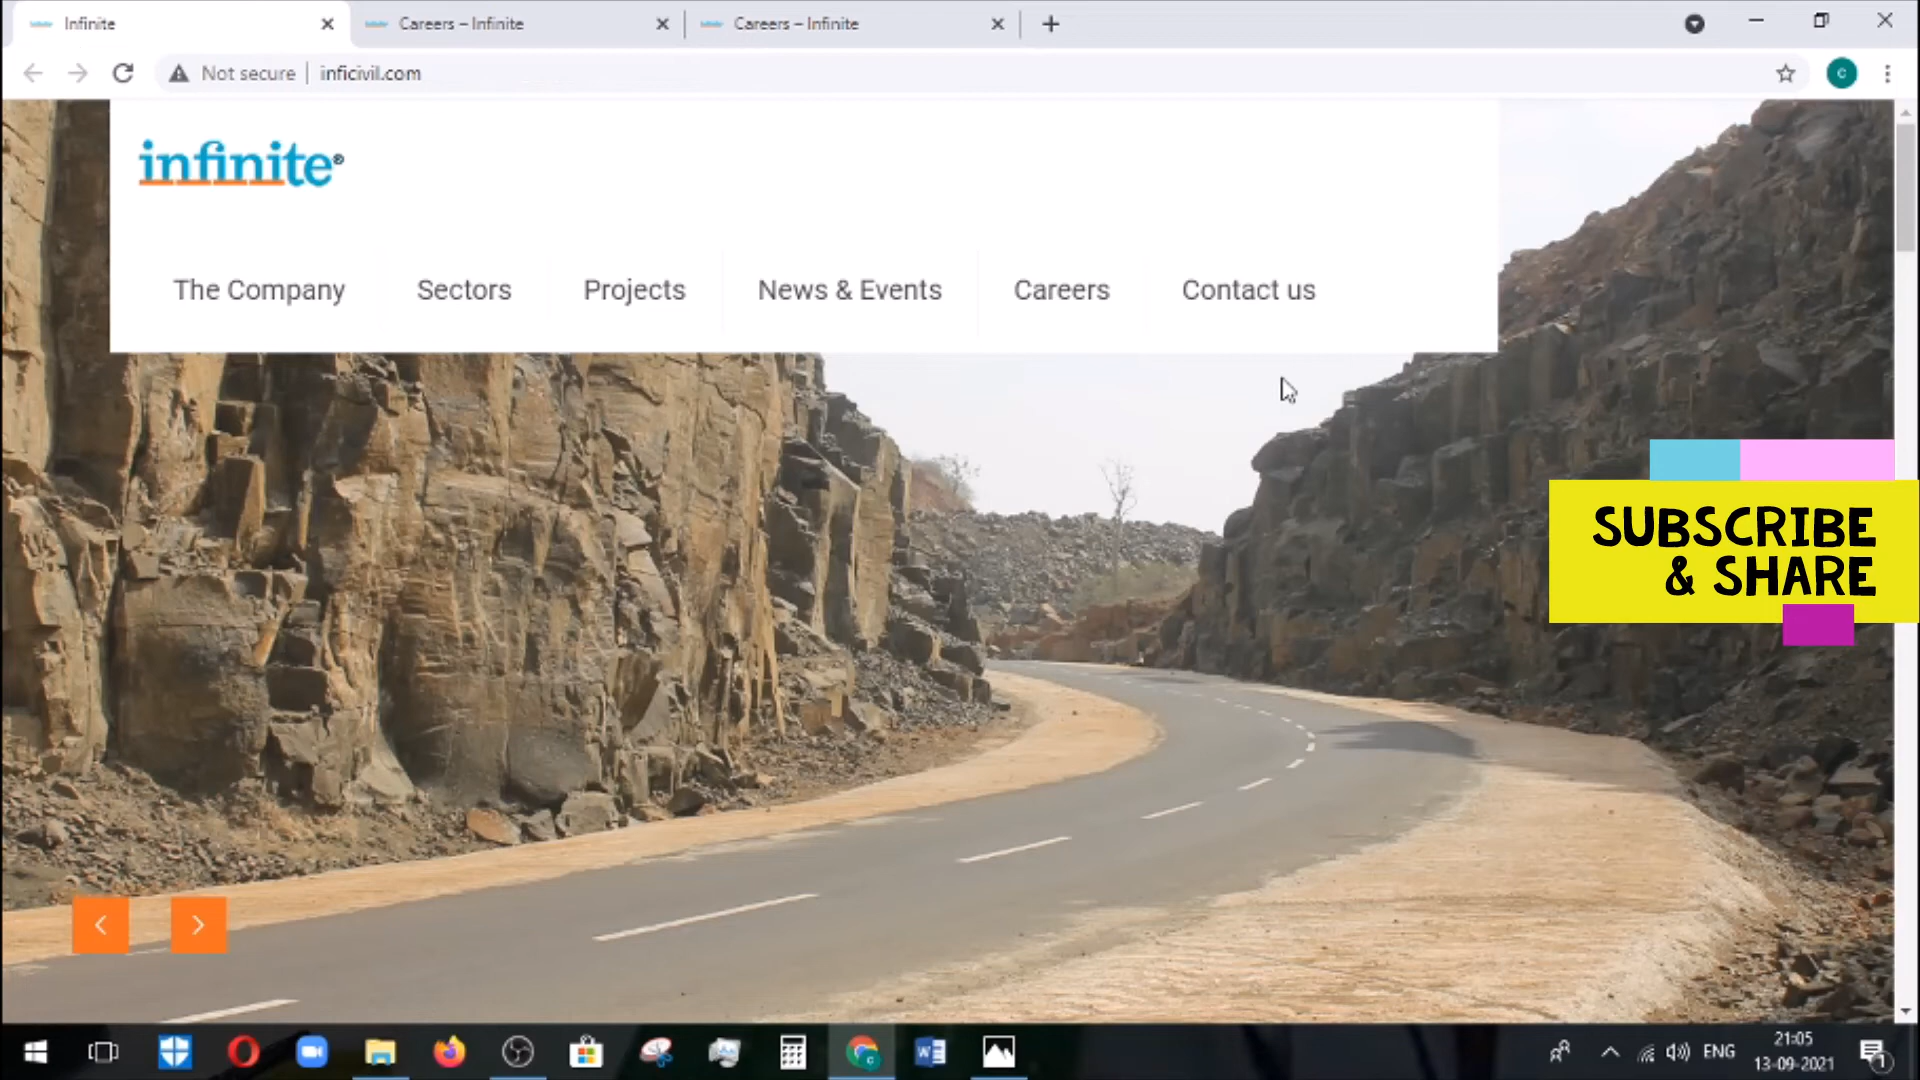 Infinite
Careers – Infinite
Careers – Infinite
Not secure
inficivil.com
C
infinite®
The Company
Sectors
Projects
News & Events
Careers
Contact us
SUBSCRIBE
& SHARE
ENG
21:05
13-09-2021
1